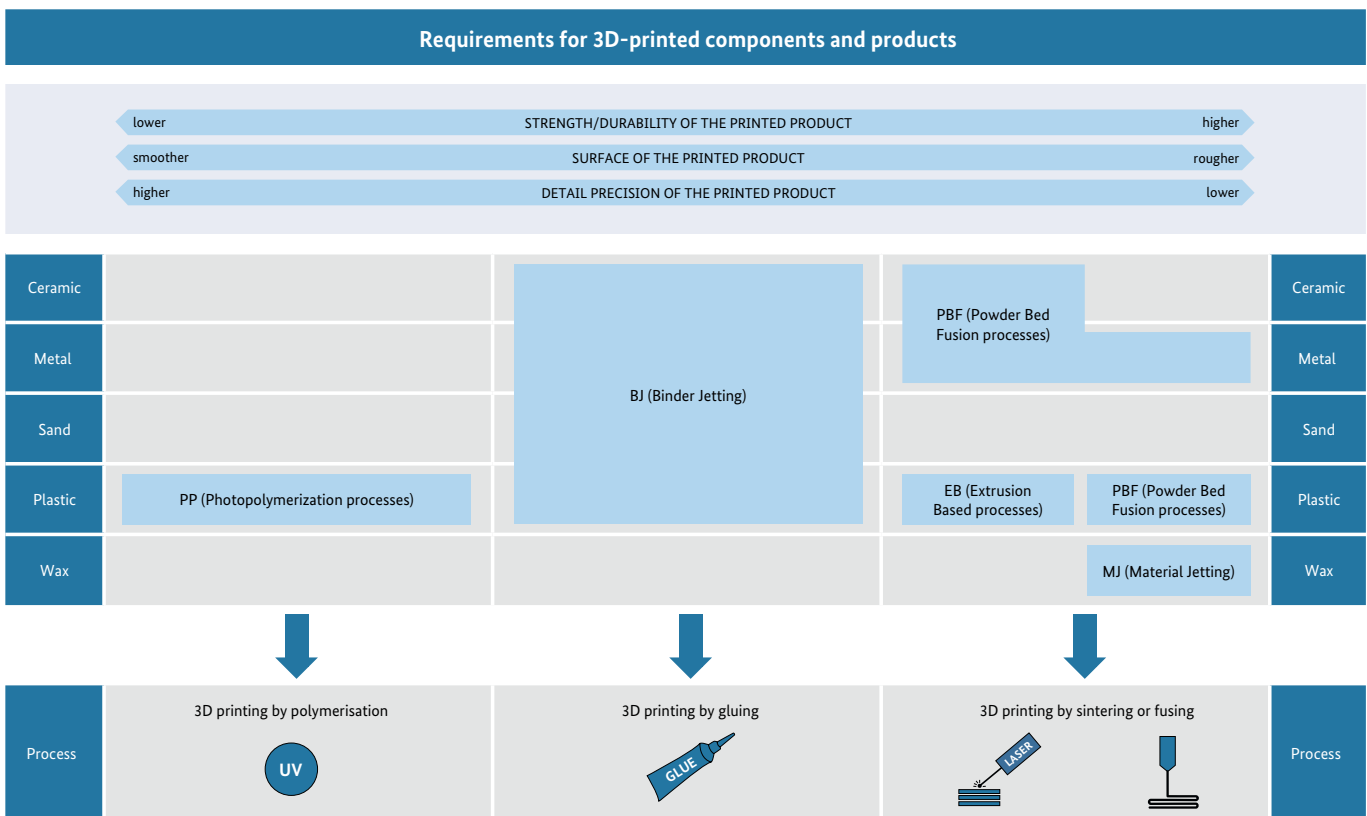 Requirements for 3D-printed components and products
lower STRENGTH/DURABILITY OF THE PRINTED PRODUCT higher
smoother SURFACE OF THE PRINTED PRODUCT rougher
higher DETAIL PRECISION OF THE PRINTED PRODUCT lower
Ceramic
Ceramic
PBF (Powder Bed
Fusion processes)
Metal
Metal
BJ (Binder Jetting)
Sand
Sand
Plastic
PP (Photopolymerization processes)
EB (Extrusion
Based processes)
PBF (Powder Bed
Fusion processes)
Plastic
Wax
MJ (Material Jetting)
Wax
Process
3D printing by polymerisation
UV
3D printing by gluing
GLUE
3D printing by sintering or fusing
LASER
Process